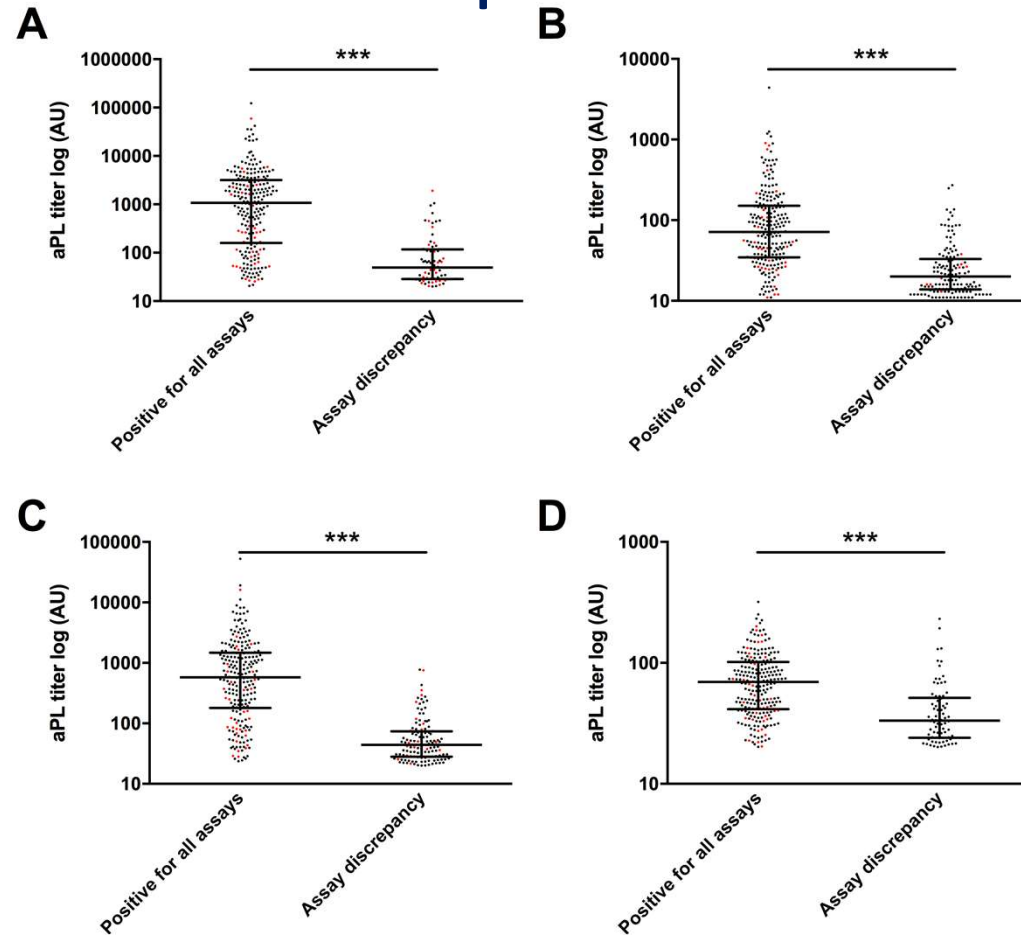 A
aPL titer log (AU)
1000000
100000
10000
1000
100
10
***
Positive for all assays
Assay discrepancy
B
aPL titer log (AU)
10000
1000
100
10
***
Positive for all assays
Assay discrepancy
C
aPL titer log (AU)
100000
10000
1000
100
10
***
Positive for all assays
Assay discrepancy
D
aPL titer log (AU)
1000
100
10
***
Positive for all assays
Assay discrepancy